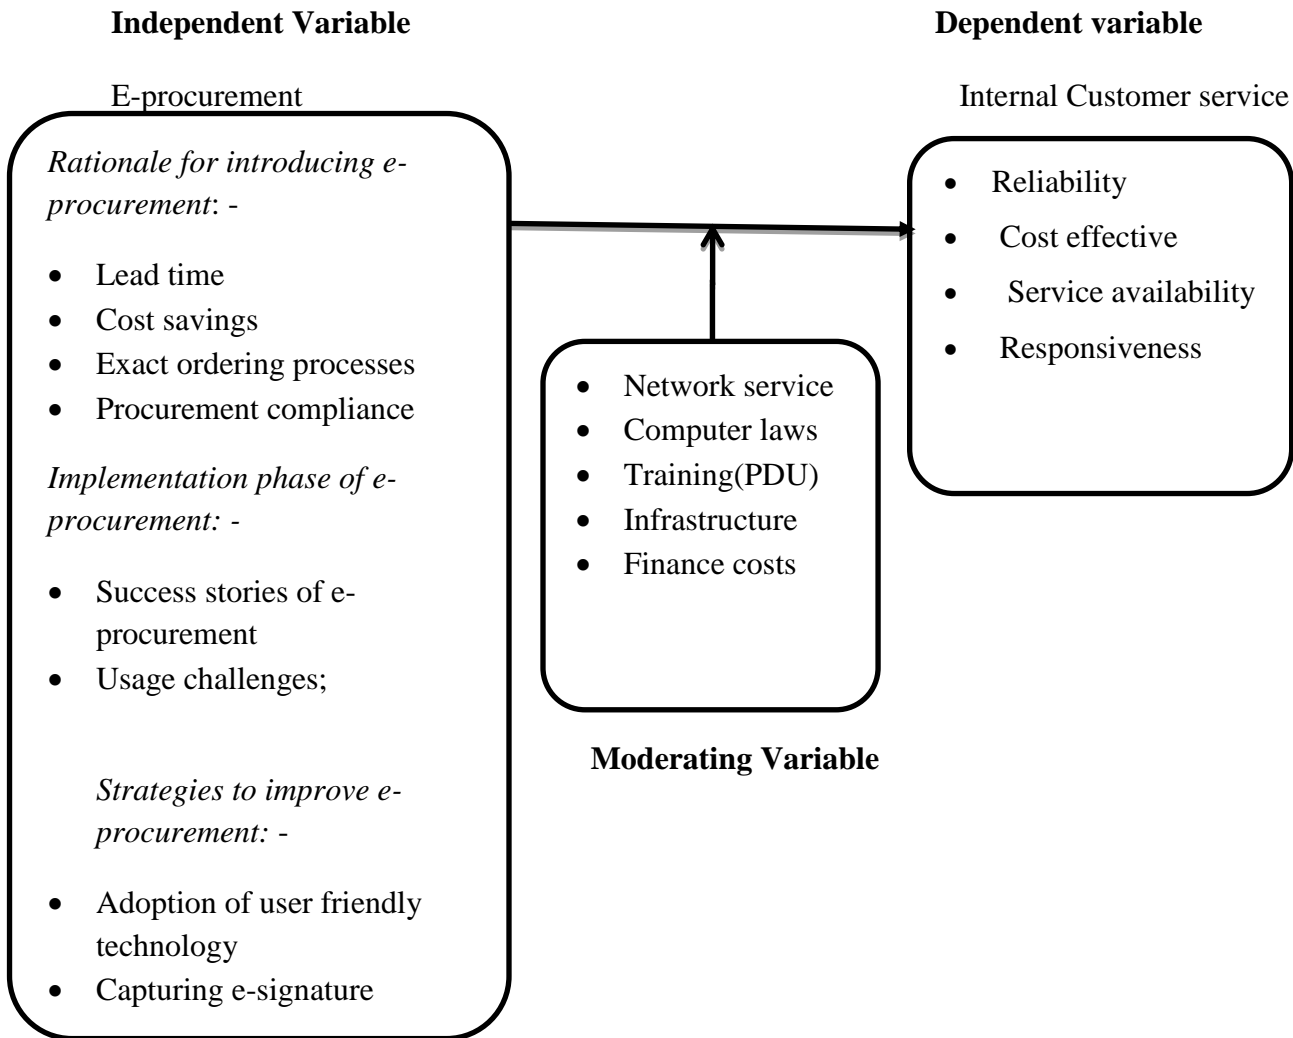 Independent Variable
Dependent variable
E-procurement
Internal Customer service
Rationale for introducing e-
procurement: -
• Lead time
• Cost savings
• Exact ordering processes
• Procurement compliance
Implementation phase of e-
procurement: -
• Success stories of e-
procurement
• Usage challenges;
Strategies to improve e-
procurement: -
• Adoption of user friendly
technology
• Capturing e-signature
• Network service
• Computer laws
• Training(PDU)
• Infrastructure
• Finance costs
Moderating Variable
• Reliability
• Cost effective
• Service availability
• Responsiveness